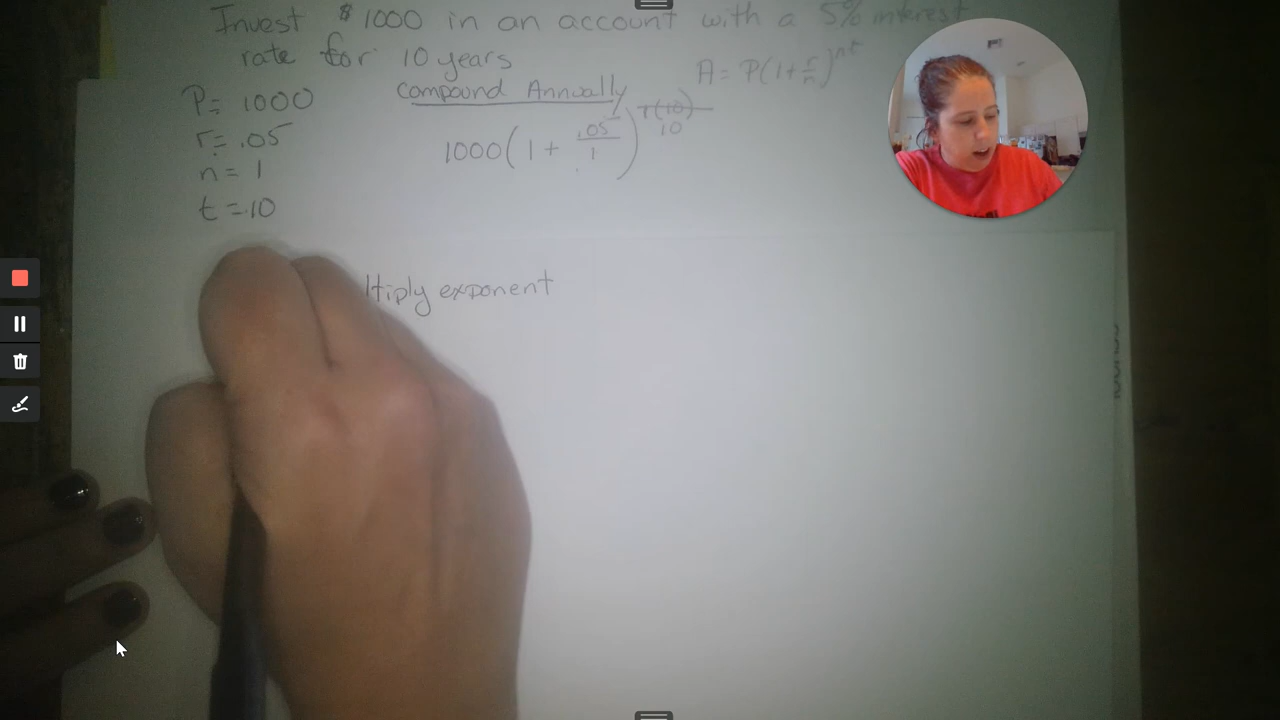 Invest $1000 in an account with a 5% interest
rate for 10 years
A = P(1+r/n)^nt
Compound Annually
P = 1000
r = .05
n = 1
t = 10
1000(1 + .05/1)^1(10)
10
exponent